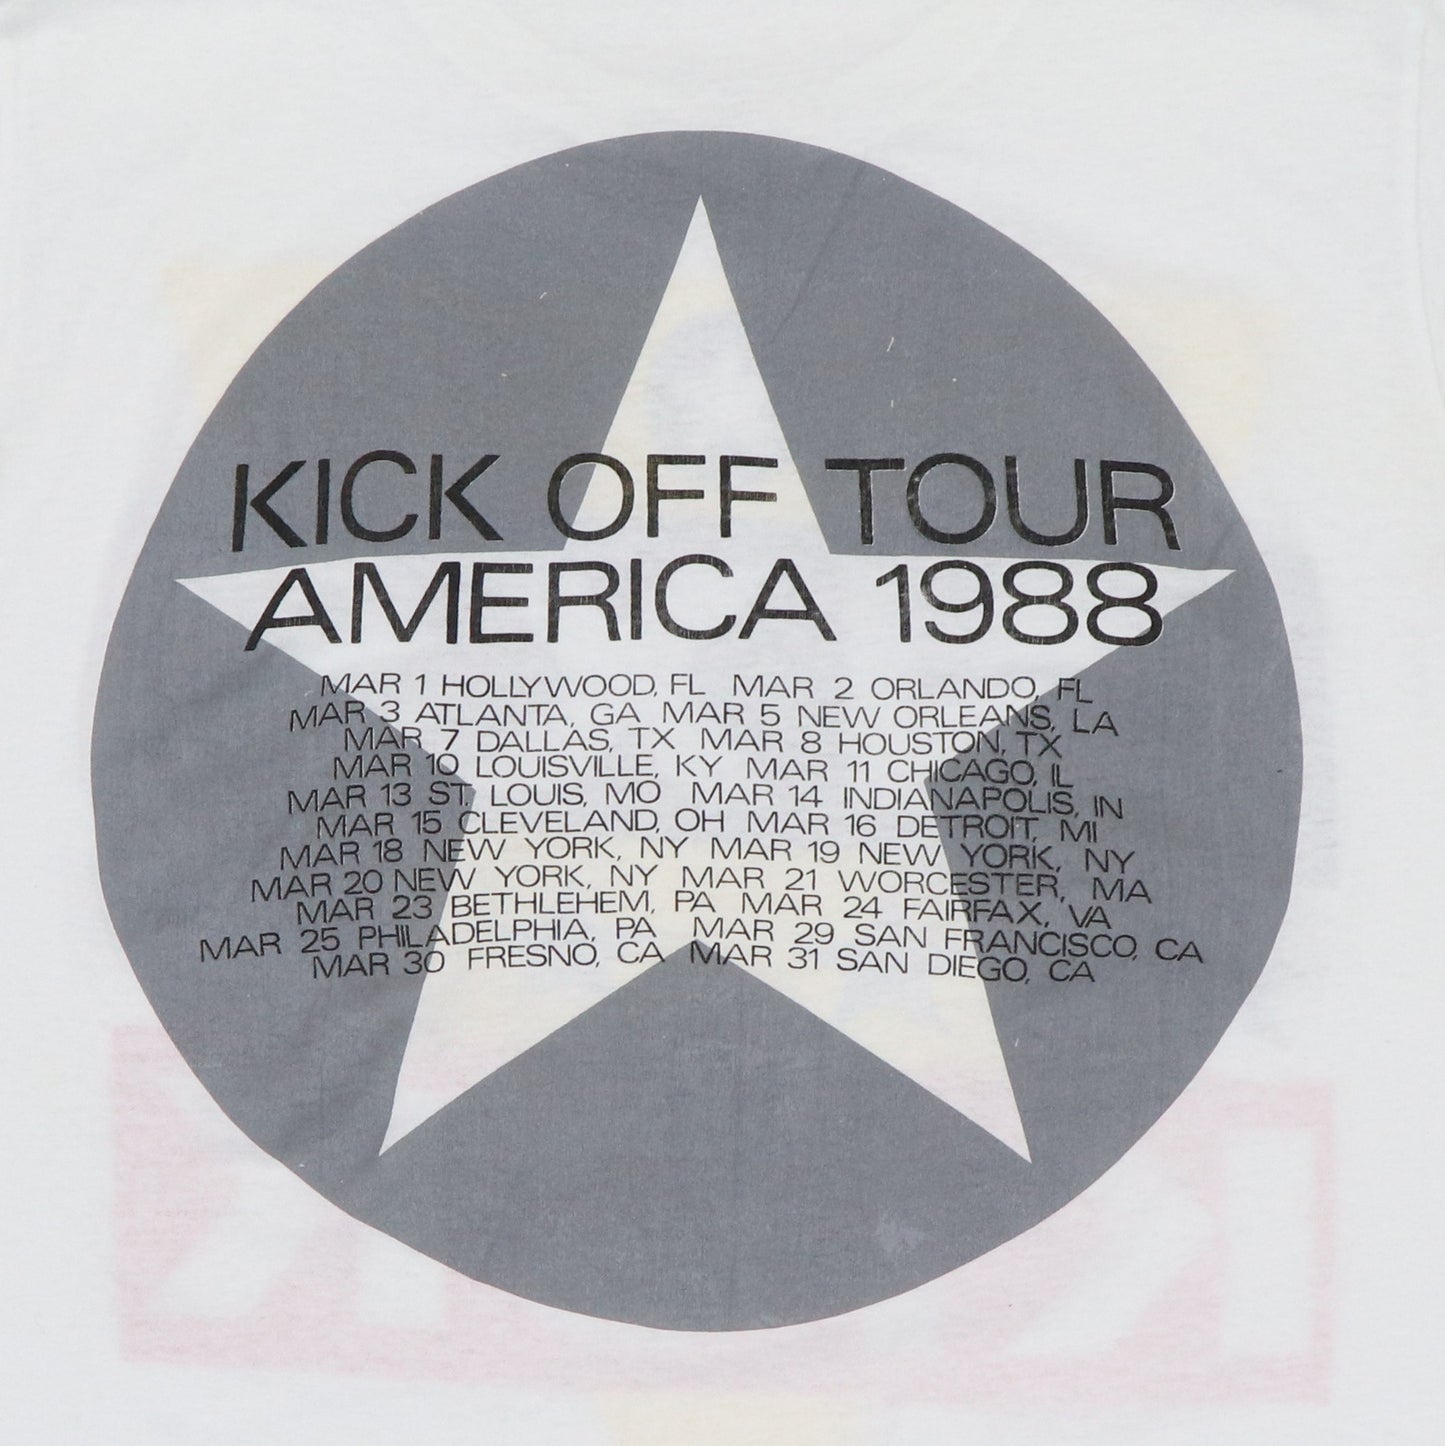 KICK OFF TOUR
AMERICA 1988
MAR 1 HOLLYWOOD, FL MAR 2 ORLANDO, FL
MAR 3 ATLANTA, GA MAR 5 NEW ORLEANS, LA
MAR 7 DALLAS, TX MAR 8 HOUSTON, TX
MAR 10 LOUISVILLE, KY MAR 11 CHICAGO, IL
MAR 13 ST. LOUIS, MO MAR 14 INDIANAPOLIS, IN
MAR 15 CLEVELAND, OH MAR 16 DETROIT, MI
MAR 18 NEW YORK, NY MAR 19 NEW YORK, NY
MAR 20 NEW YORK, NY MAR 21 WORCESTER, MA
MAR 23 BETHLEHEM, PA MAR 24 FAIRFAX, VA
MAR 25 PHILADELPHIA, PA MAR 29 SAN FRANCISCO, CA
MAR 30 FRESNO, CA MAR 31 SAN DIEGO, CA